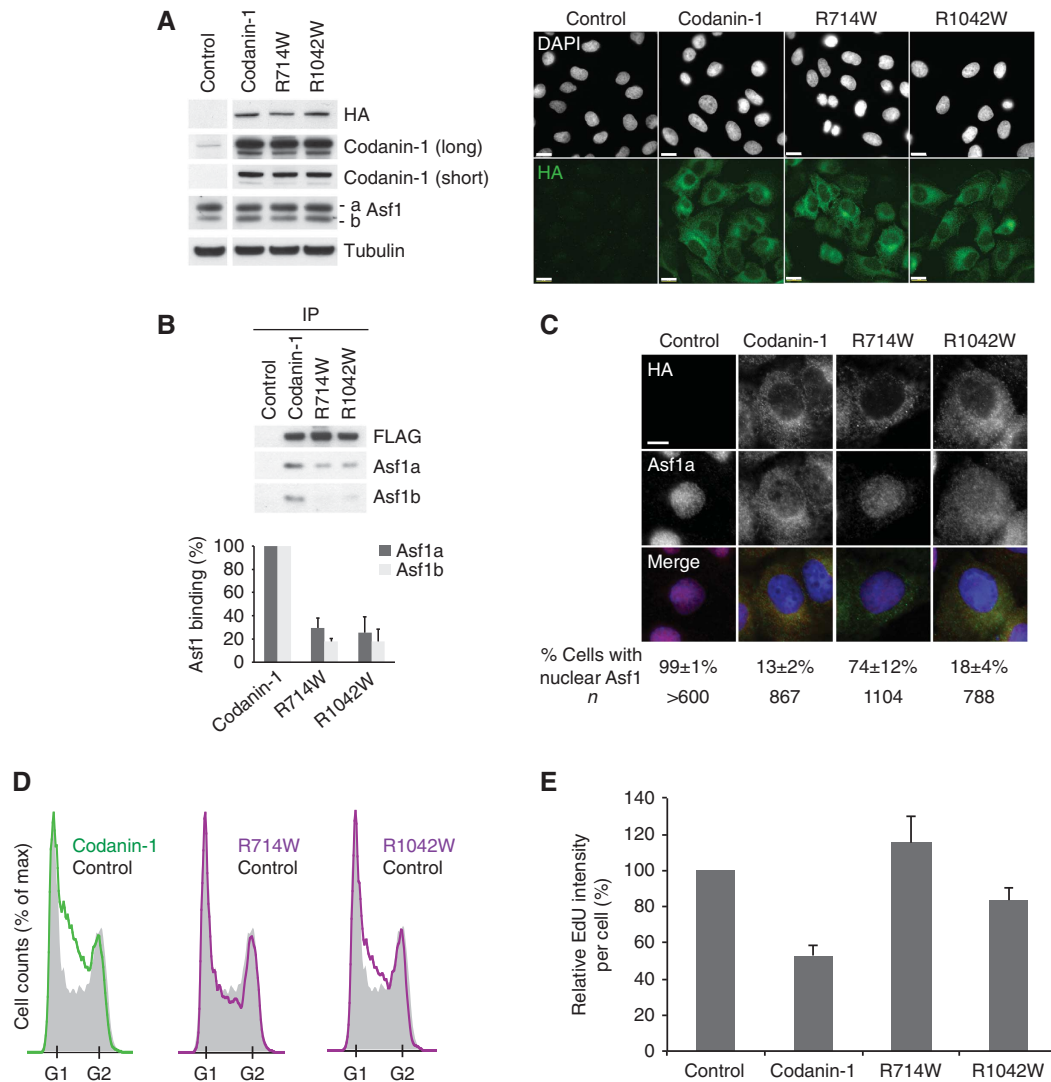 A
Control
Codanin-1
R714W
R1042W
HA
Codanin-1 (long)
Codanin-1 (short)
- a
Asf1
- b
Tubulin
Control Codanin-1 R714W R1042W
DAPI
HA
B
IP
Control
Codanin-1
R714W
R1042W
FLAG
Asf1a
Asf1b
Asf1 binding (%)
100
80
60
40
20
0
Asf1a
Asf1b
Codanin-1
R714W
R1042W
C
Control Codanin-1 R714W R1042W
HA
Asf1a
Merge
% Cells with
nuclear Asf1
99±1% 13±2% 74±12% 18±4%
n >600 867 1104 788
D
Cell counts (% of max)
Codanin-1
Control
G1 G2
R714W
Control
G1 G2
R1042W
Control
G1 G2
E
Relative EdU intensity
per cell (%)
140
120
100
80
60
40
20
0
Control Codanin-1 R714W R1042W